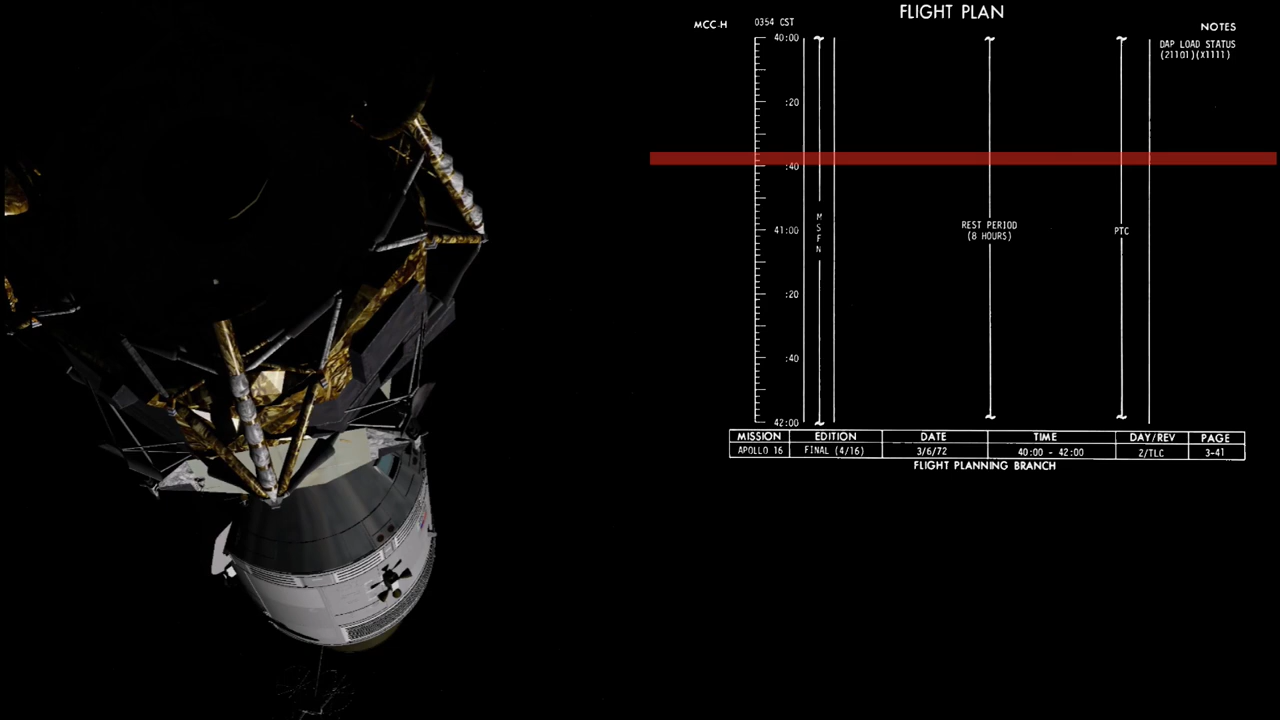 FLIGHT PLAN
MCC-H
0354 CST
NOTES
40:00
DAP LOAD STATUS
(21101)(X1111)
:20
:40
M
S
F
N
41:00
REST PERIOD
(8 HOURS)
PTC
:20
:40
42:00
MISSION EDITION DATE TIME DAY/REV PAGE
APOLLO 16 FINAL (4/16) 3/6/72 40:00 - 42:00 2/TLC 3-41
FLIGHT PLANNING BRANCH